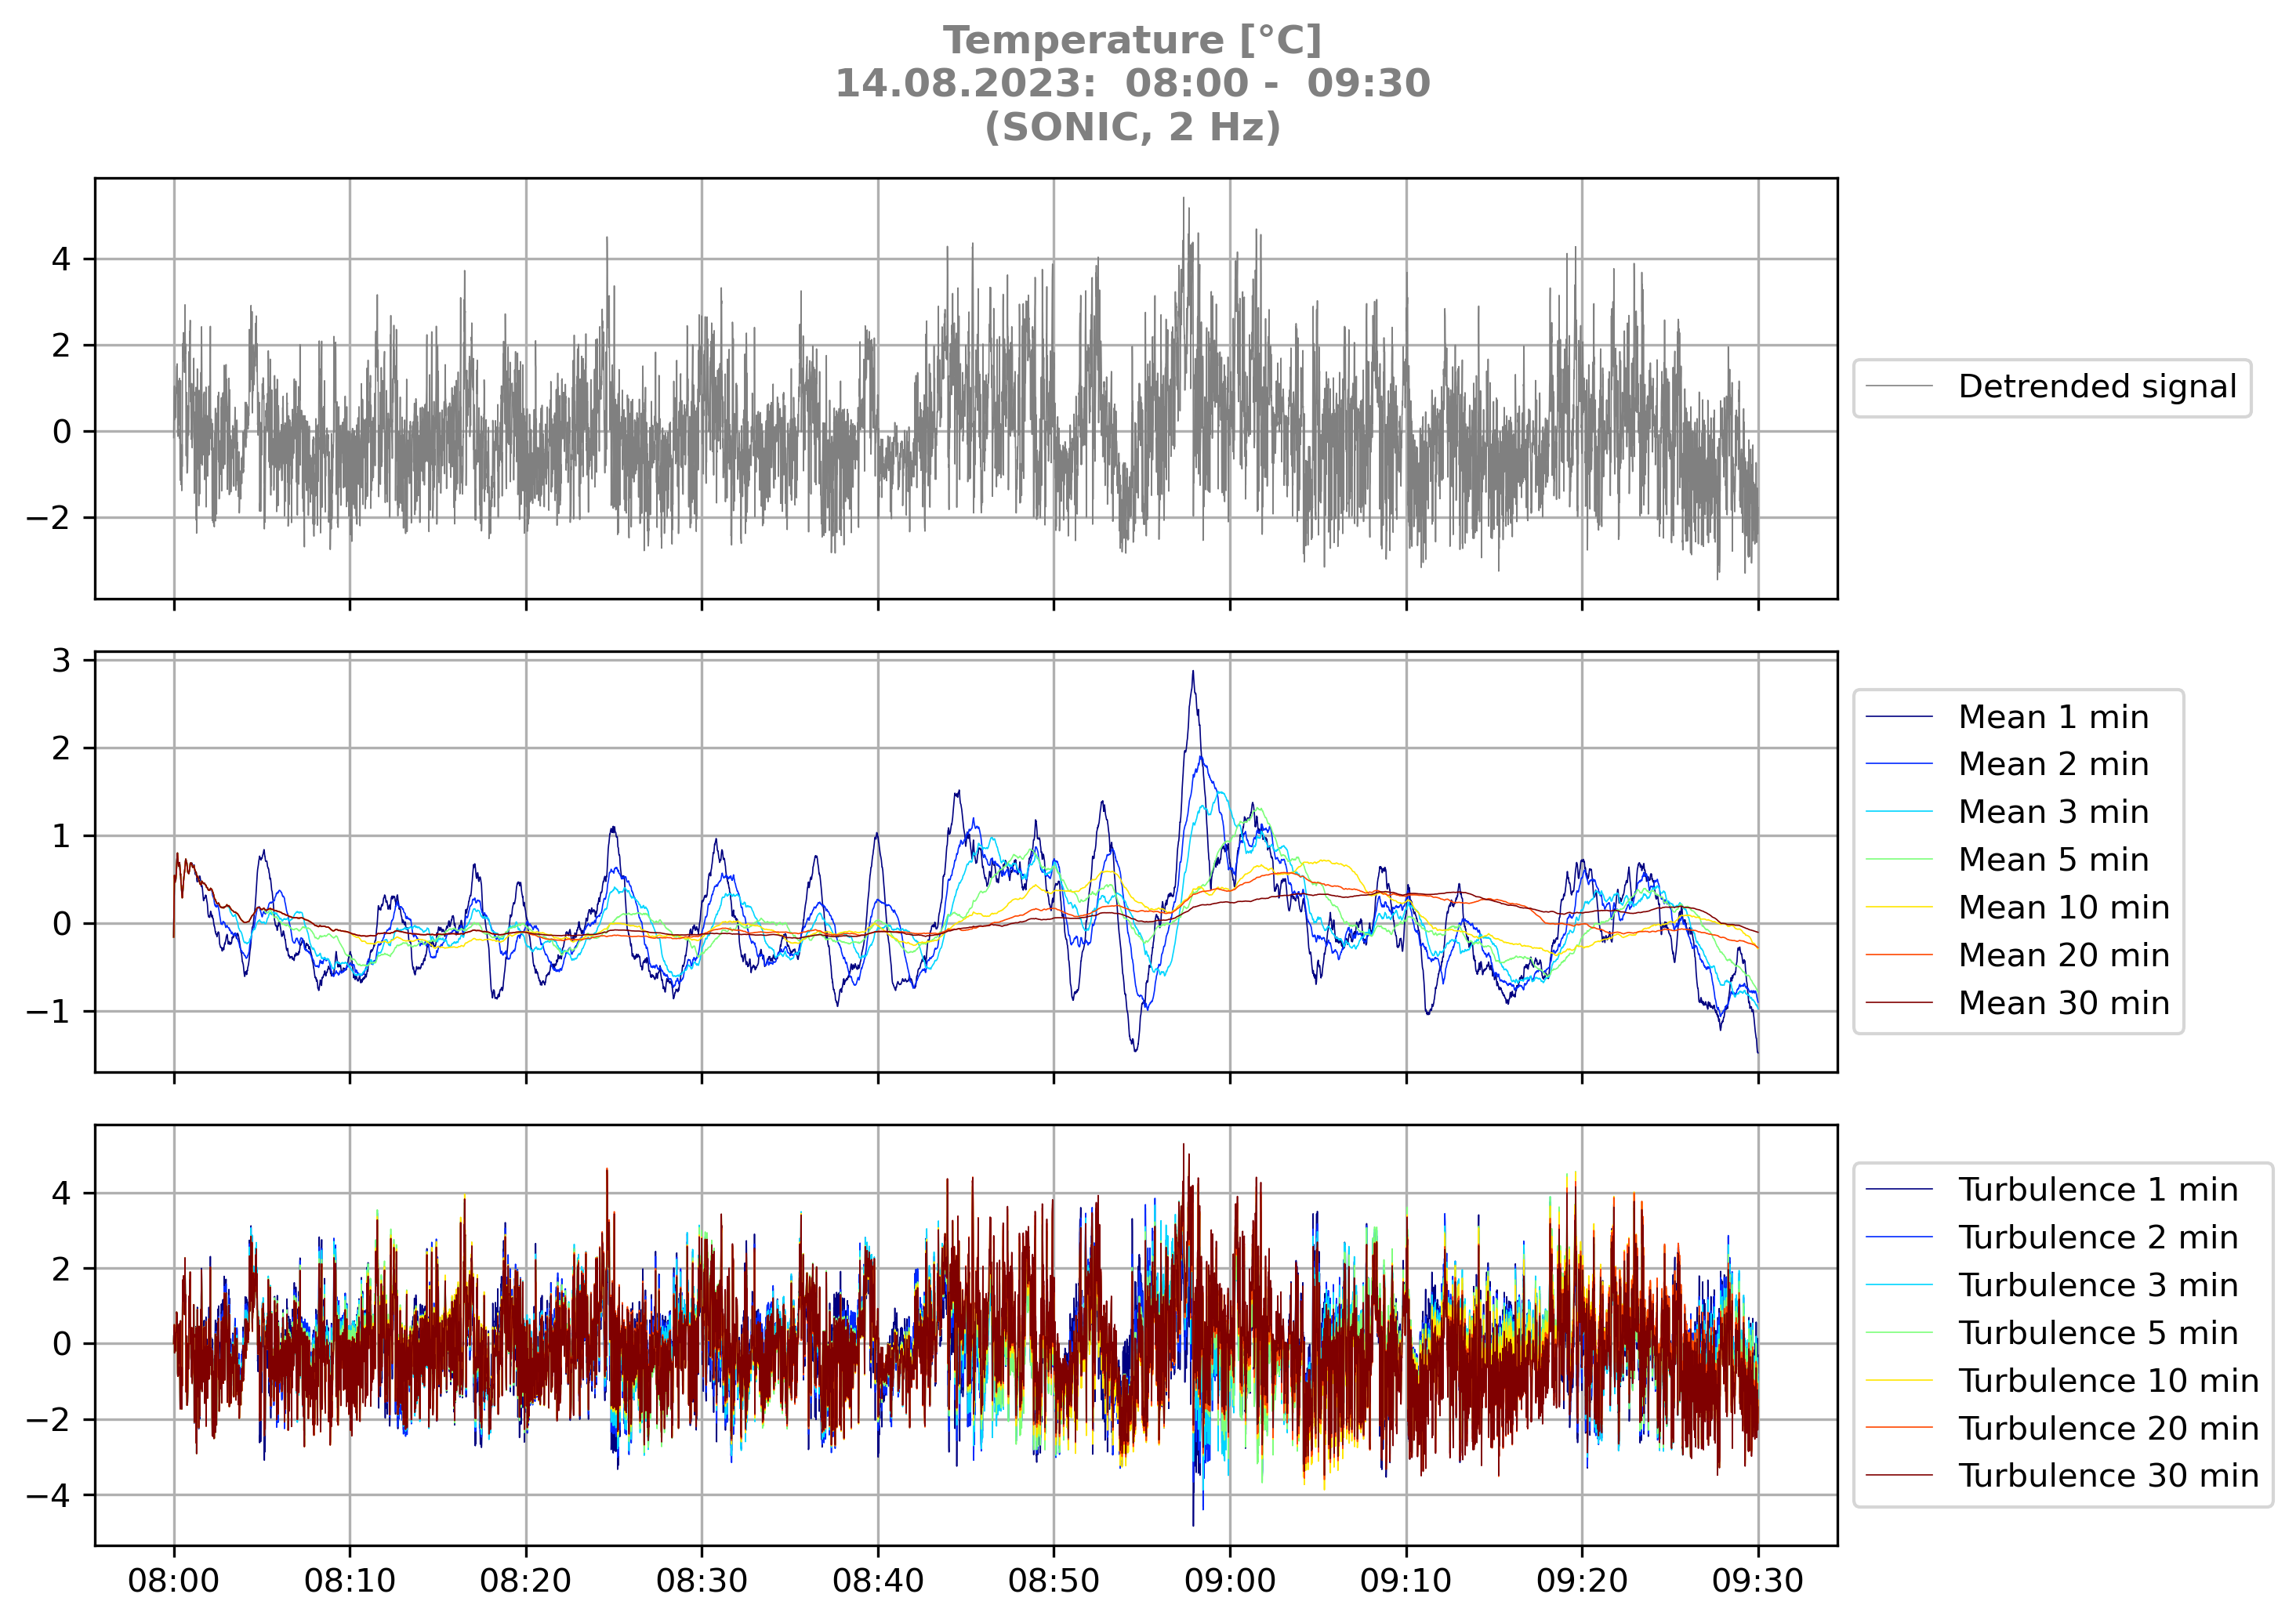 Temperature [°C]
14.08.2023:  08:00 -  09:30
(SONIC, 2 Hz)
4
2
0
−2
Detrended signal
3
2
1
0
−1
Mean 1 min
Mean 2 min
Mean 3 min
Mean 5 min
Mean 10 min
Mean 20 min
Mean 30 min
4
2
0
−2
−4
Turbulence 1 min
Turbulence 2 min
Turbulence 3 min
Turbulence 5 min
Turbulence 10 min
Turbulence 20 min
Turbulence 30 min
08:00 08:10 08:20 08:30 08:40 08:50 09:00 09:10 09:20 09:30